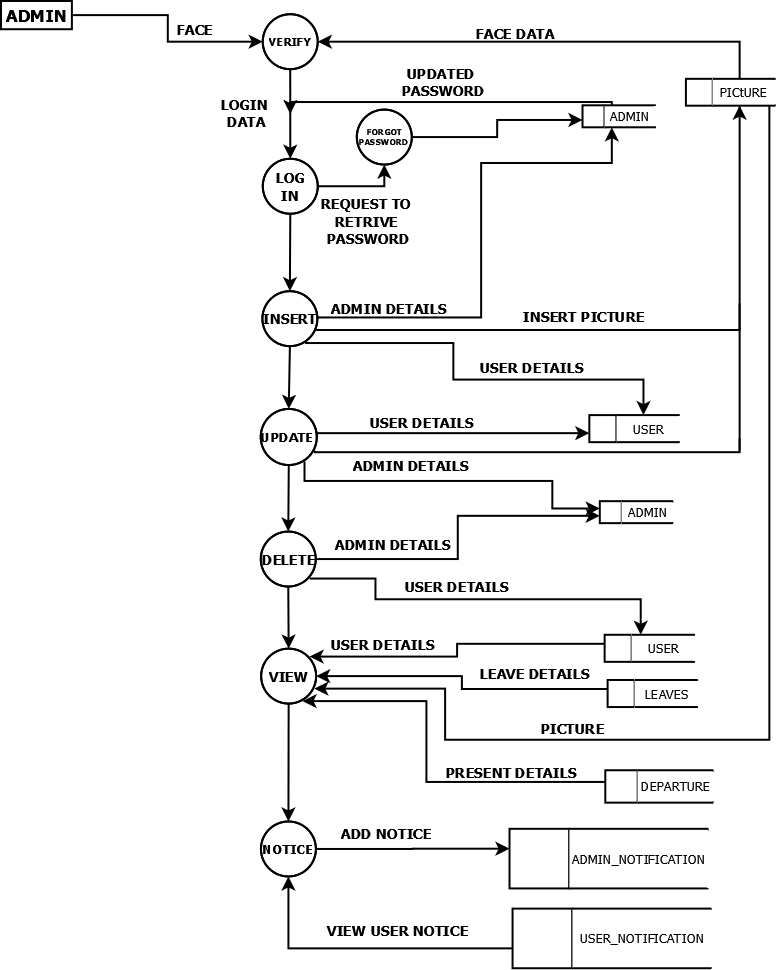 ADMIN
FACE
VERIFY
FACE DATA
UPDATED
PASSWORD
PICtURE
LOGIN
DATA
ADMIN
FORGOT
PASSWORD
LOG
IN
REQUEST TO
RETRIVE
PASSWORD
INSERT
ADMIN DETAILS
INSERT PICTURE
USER DETAILS
UPDATE
USER DETAILS
USER
ADMIN DETAILS
ADMIN
DELETE
ADMIN DETAILS
USER DETAILS
USER DETAILS
USER
VIEW
LEAVE DETAILS
LEAVES
PICTURE
PRESENT DETAILS
DEPARTURE
NOTICE
ADD NOTICE
ADMIN_NOTIFICATION
VIEW USER NOTICE
USER_NOTIFICATION